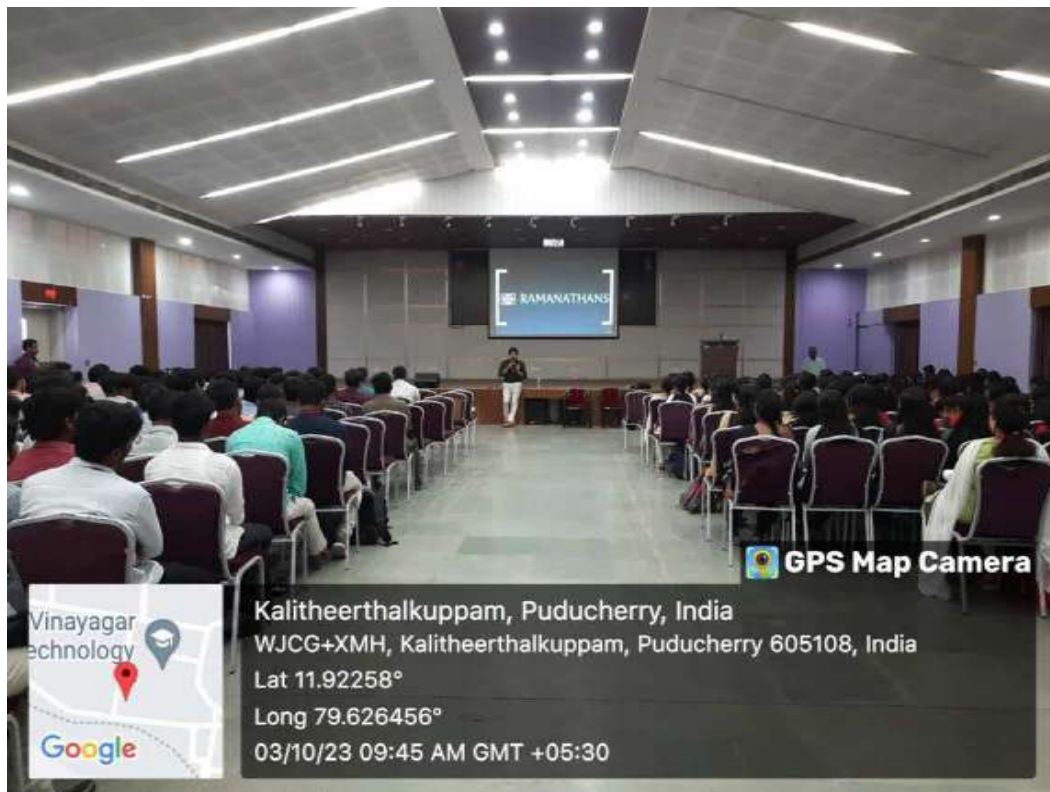 RAMANATHANS
GPS Map Camera
Vinayagar
echnology
Google
Kalitheerthalkuppam, Puducherry, India
WJCG+XMH, Kalitheerthalkuppam, Puducherry 605108, India
Lat 11.92258°
Long 79.626456°
03/10/23 09:45 AM GMT +05:30